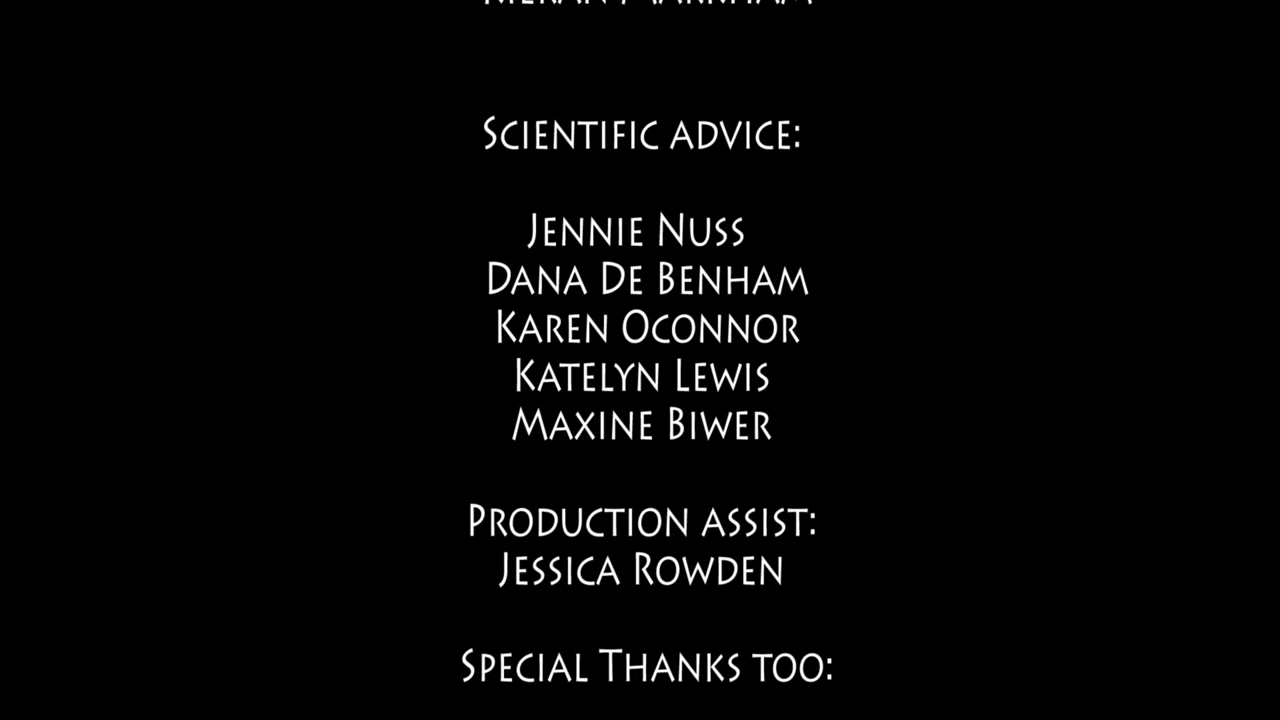 Scientific advice:
Jennie Nuss
Dana De Benham
Karen Oconnor
Katelyn Lewis
Maxine Biwer
Production assist:
Jessica Rowden
Special Thanks too: